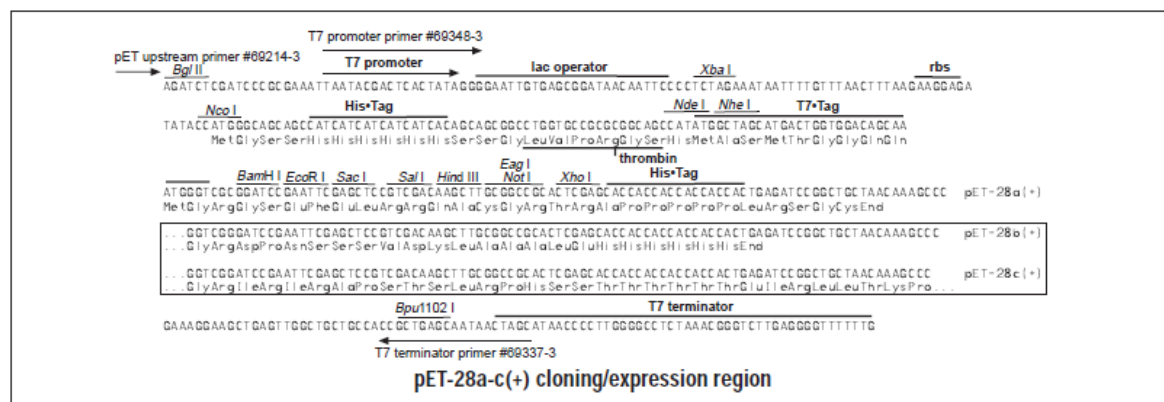 T7 promoter primer #69348-3
pET upstream primer #69214-3
Bgl II T7 promoter lac operator Xba I rbs
AGATCTCGATCCCGCGAAATTAATACGACTCACTATAGGGGAATTGTGAGCGGATAACAATTCCCCTCTAGAAATAATTTTGTTTAACTTTAAGAAGGAGA
Nco I His•Tag Nde I Nhe I T7•Tag
TATACCATGGGCAGCAGCCATCATCATCATCATCACAGCAGCGGCCTGGTGCCGCGCGGCAGCCATATGGCTAGCATGACTGGTGGACAGCAA
MetGlySerSerHisHisHisHisHisHisSerSerGlyLeuValProArgGlySerHisMetAlaSerMetThrGlyGlyGlnGln
thrombin
Eag I
BamH I EcoR I Sac I Sal I Hind III Not I Xho I His•Tag
ATGGGTCGCGGATCCGAATTCGAGCTCCGTCGACAAGCTTGCGGCCGCACTCGAGCACCACCACCACCACCACTGAGATCCGGCTGCTAACAAAGCCC pET-28a(+)
MetGlyArgGlySerGluPheGluLeuArgArgGlnAlaCysGlyArgThrArgAlaProProProProProLeuArgSerGlyCysEnd
...GGTCGGGATCCGAATTCGAGCTCCGTCGACAAGCTTGCGGCCGCACTCGAGCACCACCACCACCACCACTGAGATCCGGCTGCTAACAAAGCCC pET-28b(+)
...GlyArgAspProAsnSerSerSerValAspLysLeuAlaAlaAlaLeuGluHisHisHisHisHisHisEnd
...GGTCGGATCCGAATTCGAGCTCCGTCGACAAGCTTGCGGCCGCACTCGAGCACCACCACCACCACCACTGAGATCCGGCTGCTAACAAAGCCC pET-28c(+)
...GlyArgIleArgIleArgAlaProSerThrSerLeuArgProHisSerSerThrThrThrThrThrThrGluIleArgLeuLeuThrLysPro...
Bpu1102 I T7 terminator
GAAAGGAAGCTGAGTTGGCTGCTGCCACCGCTGAGCAATAACTAGCATAACCCCTTGGGGCCTCTAAACGGGTCTTGAGGGGTTTTTTG
T7 terminator primer #69337-3
pET-28a-c(+) cloning/expression region